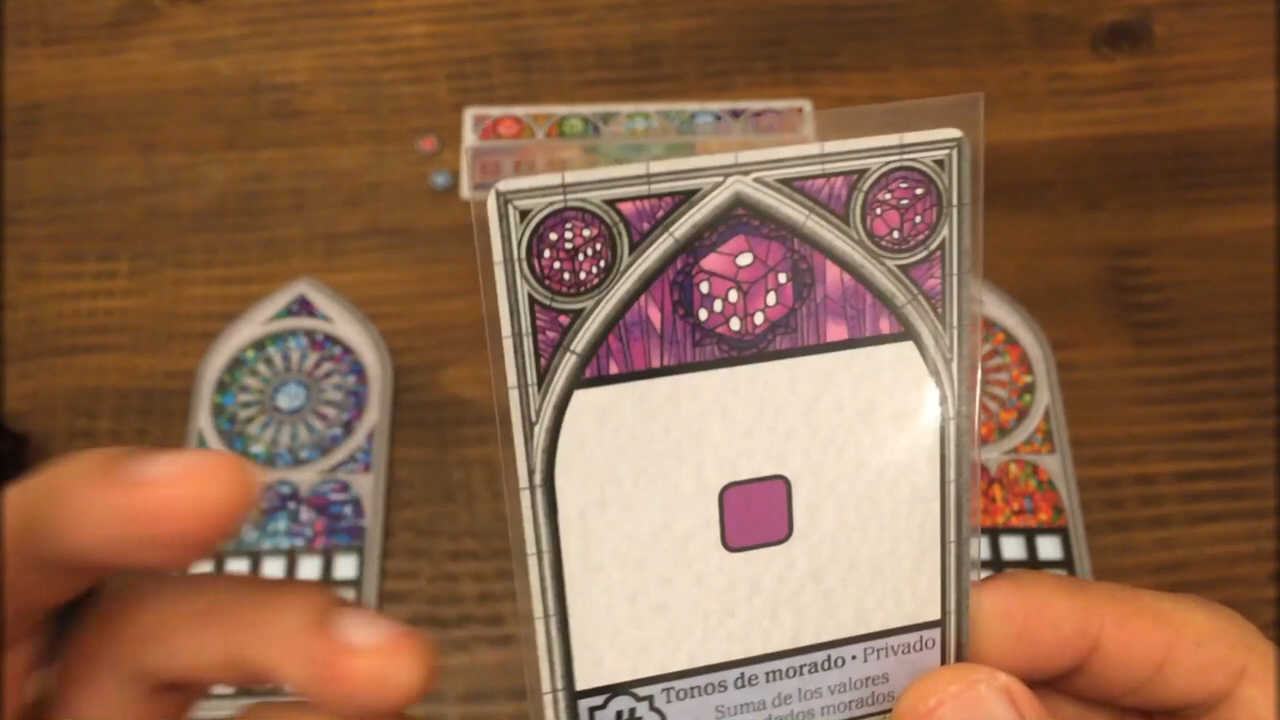 Tonos de morado • Privado
Suma de los valores
dados morados.
#